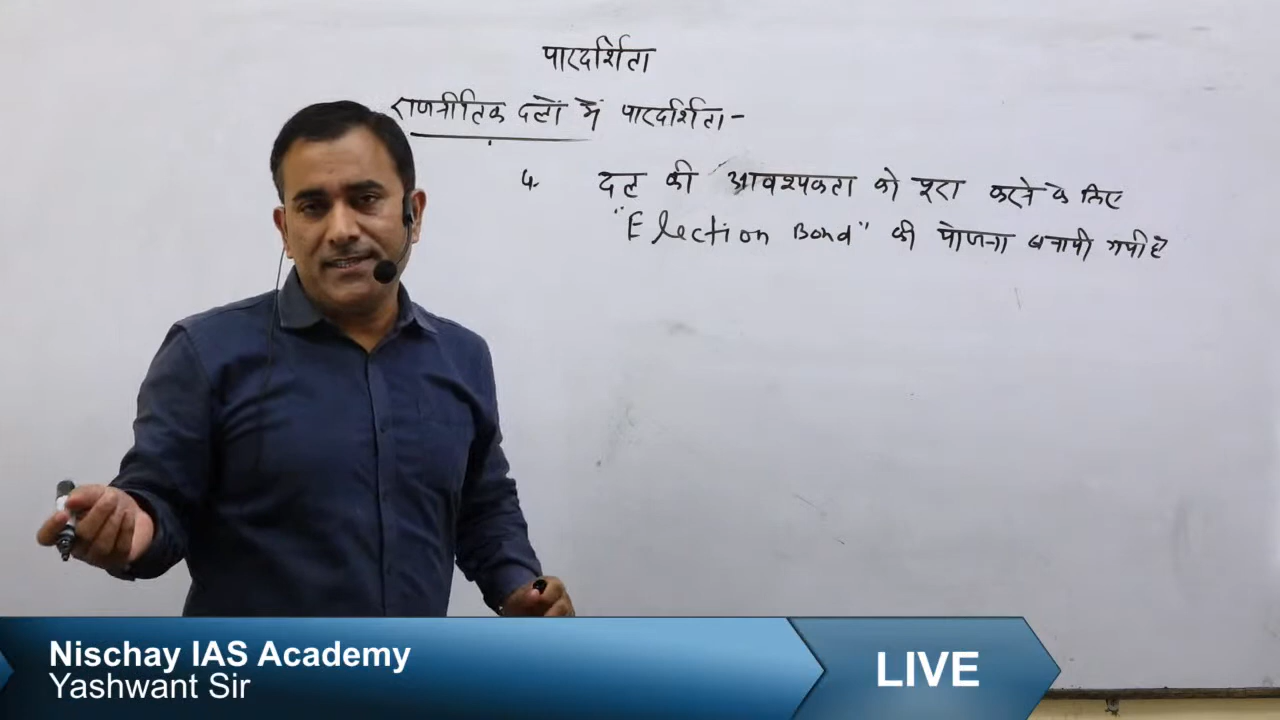 पारदर्शिता
राजनीतिक दलों में पारदर्शिता-
4. दल की आवश्यकता को पूरा करने के लिए
"Election Bond" की योजना बनायी गयी है
Nischay IAS Academy
Yashwant Sir
LIVE